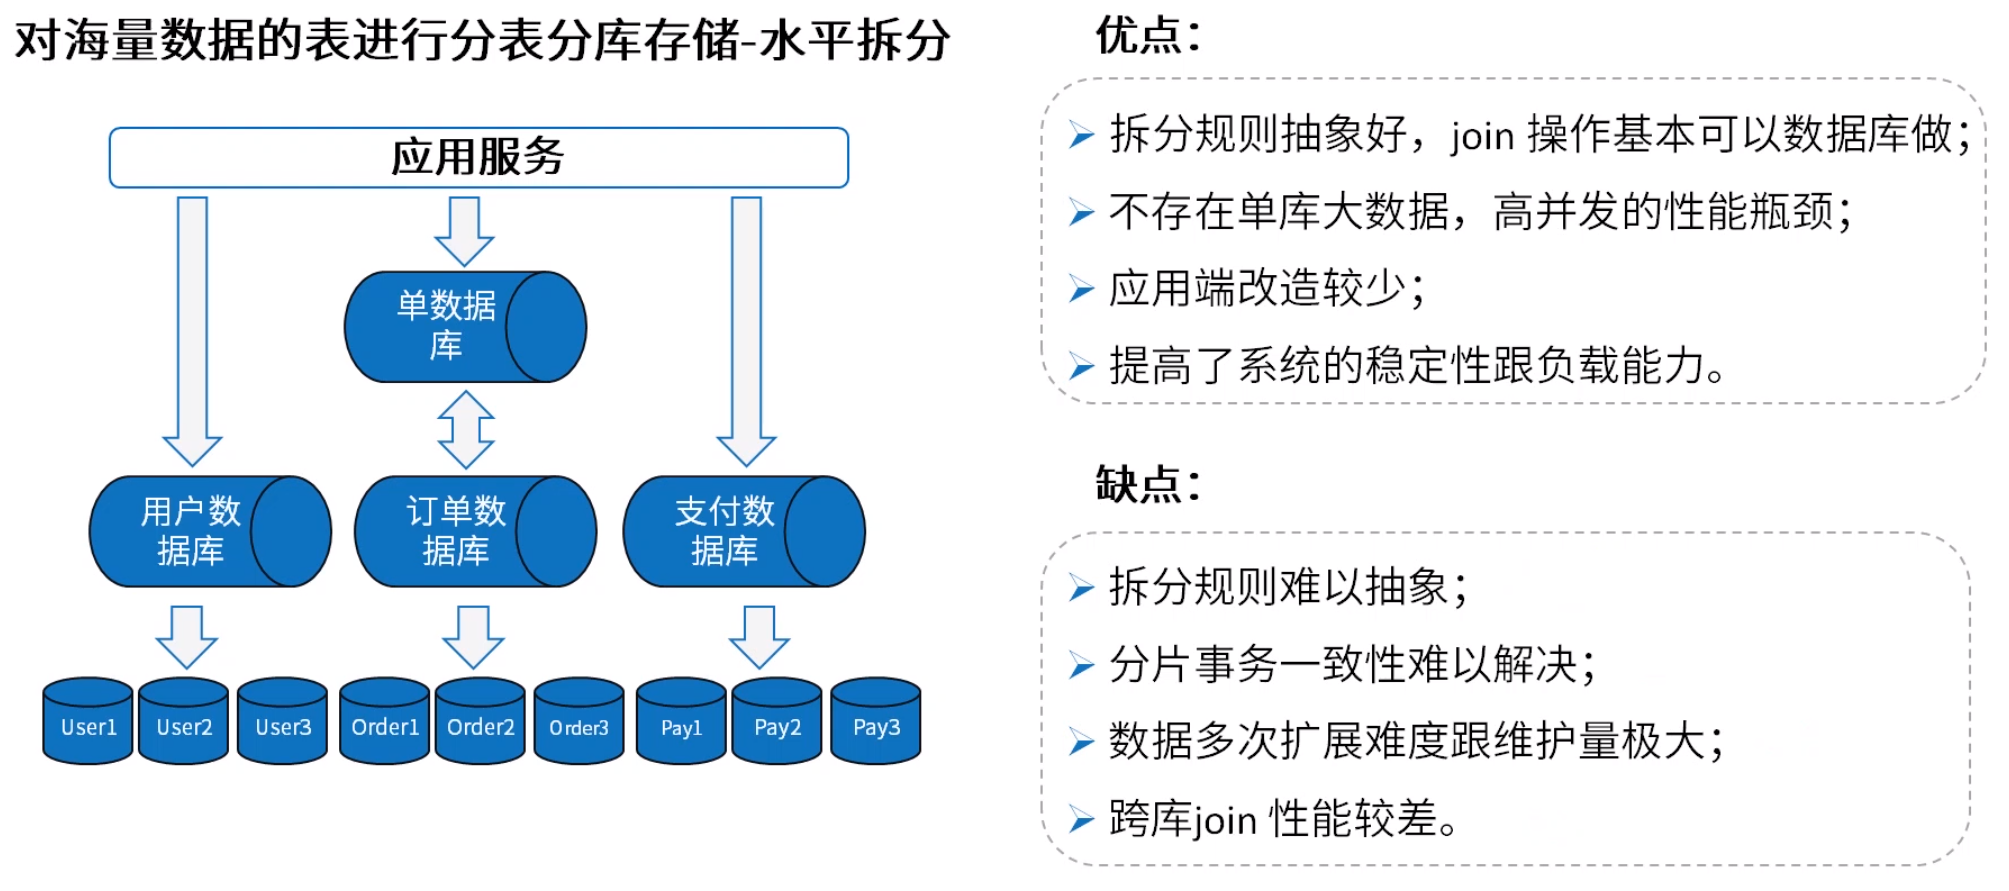 对海量数据的表进行分表分库存储-水平拆分
应用服务
单数据
库
用户数
据库
订单数
据库
支付数
据库
User1
User2
User3
Order1
Order2
Order3
Pay1
Pay2
Pay3
优点：
拆分规则抽象好，join 操作基本可以数据库做；
不存在单库大数据，高并发的性能瓶颈；
应用端改造较少；
提高了系统的稳定性跟负载能力。
缺点：
拆分规则难以抽象；
分片事务一致性难以解决；
数据多次扩展难度跟维护量极大；
跨库join 性能较差。